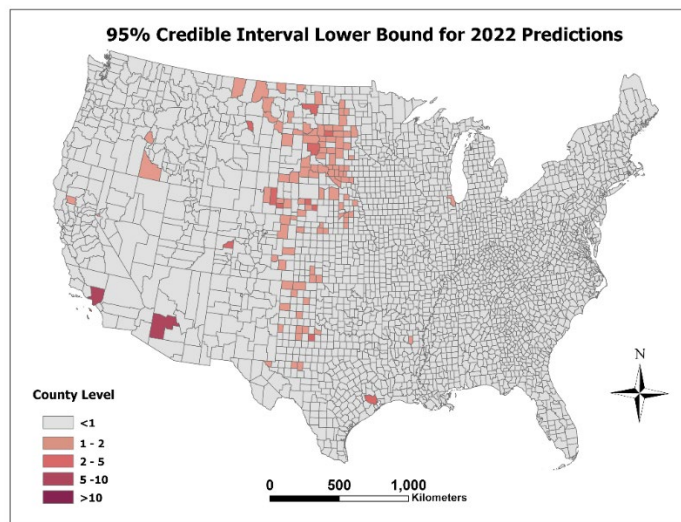 95% Credible Interval Lower Bound for 2022 Predictions
N
County Level
<1
1 - 2
2 - 5
5 -10
>10
0 500 1,000
Kilometers